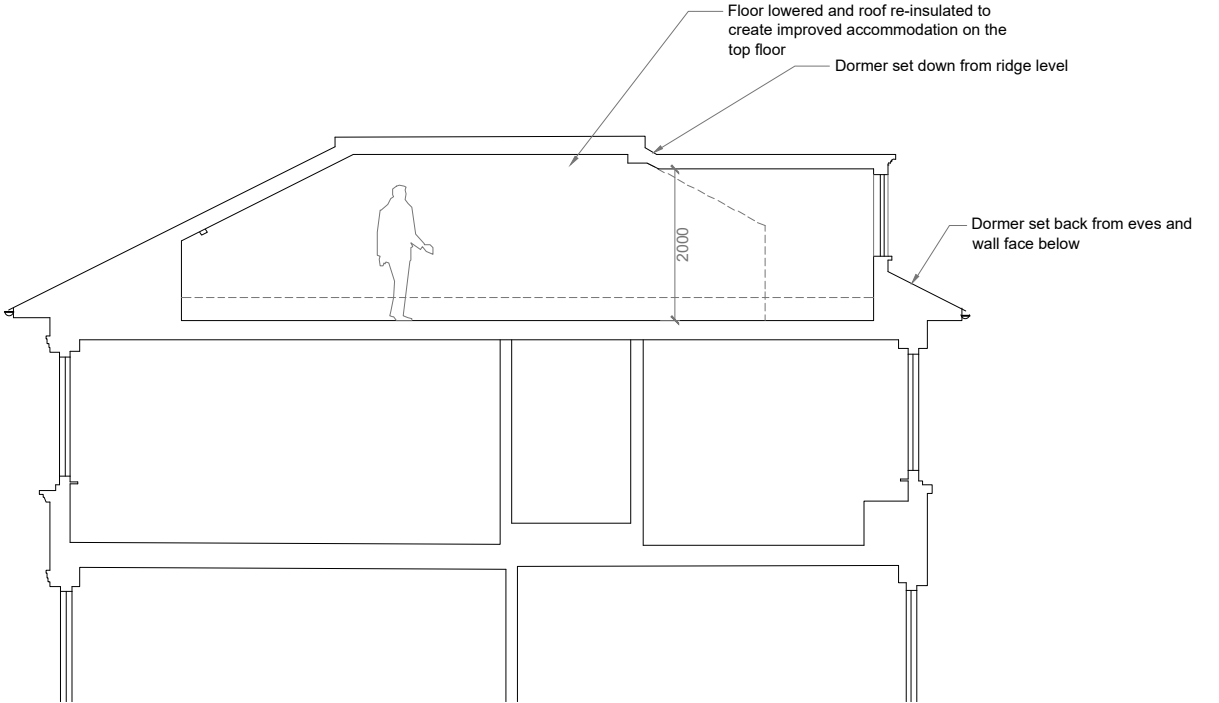 Floor lowered and roof re-insulated to
create improved accommodation on the
top floor
Dormer set down from ridge level
Dormer set back from eves and
wall face below
2000